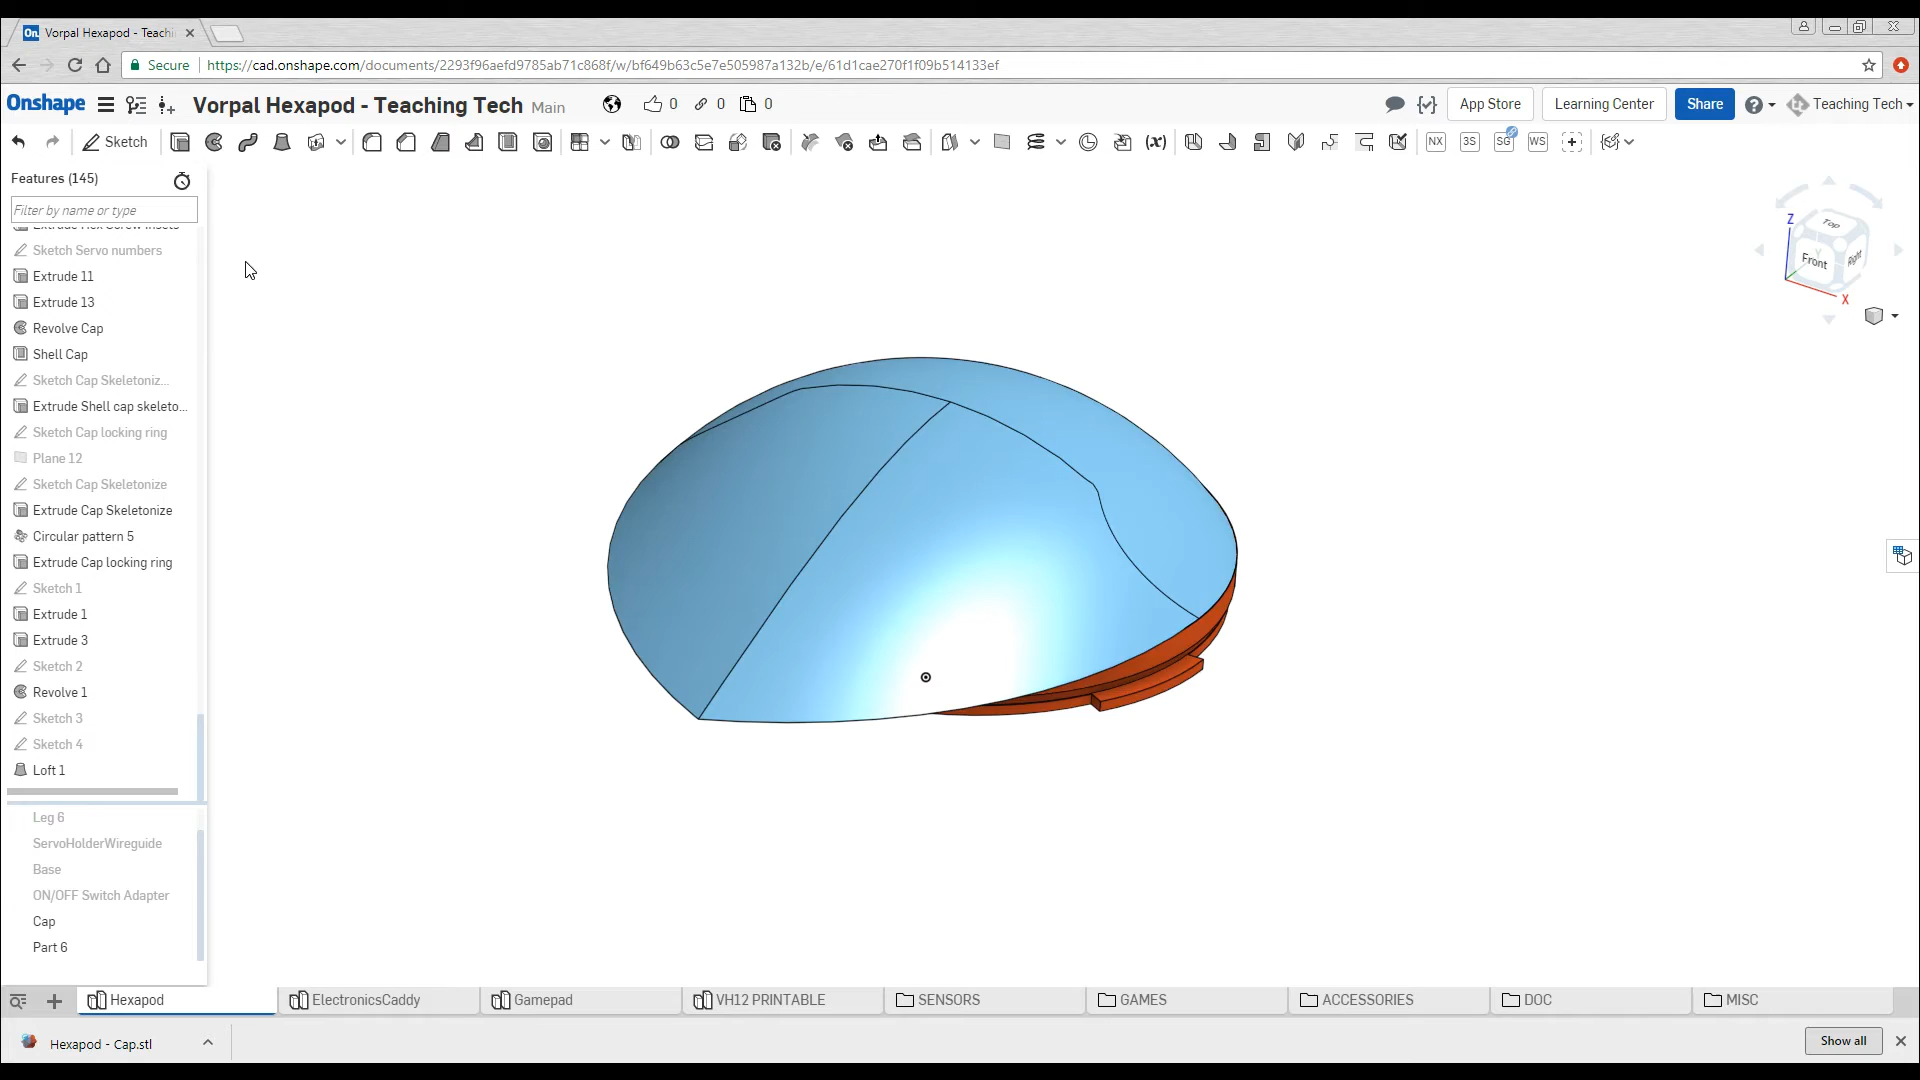 On. Vorpal Hexapod - Teachi
Secure https://cad.onshape.com/documents/2293f96aefd9785ab71c868f/w/bf649b63c5e7e505987a132b/e/61d1cae270f1f09b514133ef
Onshape Vorpal Hexapod - Teaching Tech Main 0 0 0 App Store Learning Center Share Teaching Tech
Sketch (x) NX 3S SG WS
Features (145)
Filter by name or type
Extrude Hex Screw Insets
Sketch Servo numbers
Extrude 11
Extrude 13
Revolve Cap
Shell Cap
Sketch Cap Skeletoniz...
Extrude Shell cap skeleto...
Sketch Cap locking ring
Plane 12
Sketch Cap Skeletonize
Extrude Cap Skeletonize
Circular pattern 5
Extrude Cap locking ring
Sketch 1
Extrude 1
Extrude 3
Sketch 2
Revolve 1
Sketch 3
Sketch 4
Loft 1
Leg 6
ServoHolderWireguide
Base
ON/OFF Switch Adapter
Cap
Part 6
Z
Top
Front
Right
X
Hexapod ElectronicsCaddy Gamepad VH12 PRINTABLE SENSORS GAMES ACCESSORIES DOC MISC
Hexapod - Cap.stl Show all